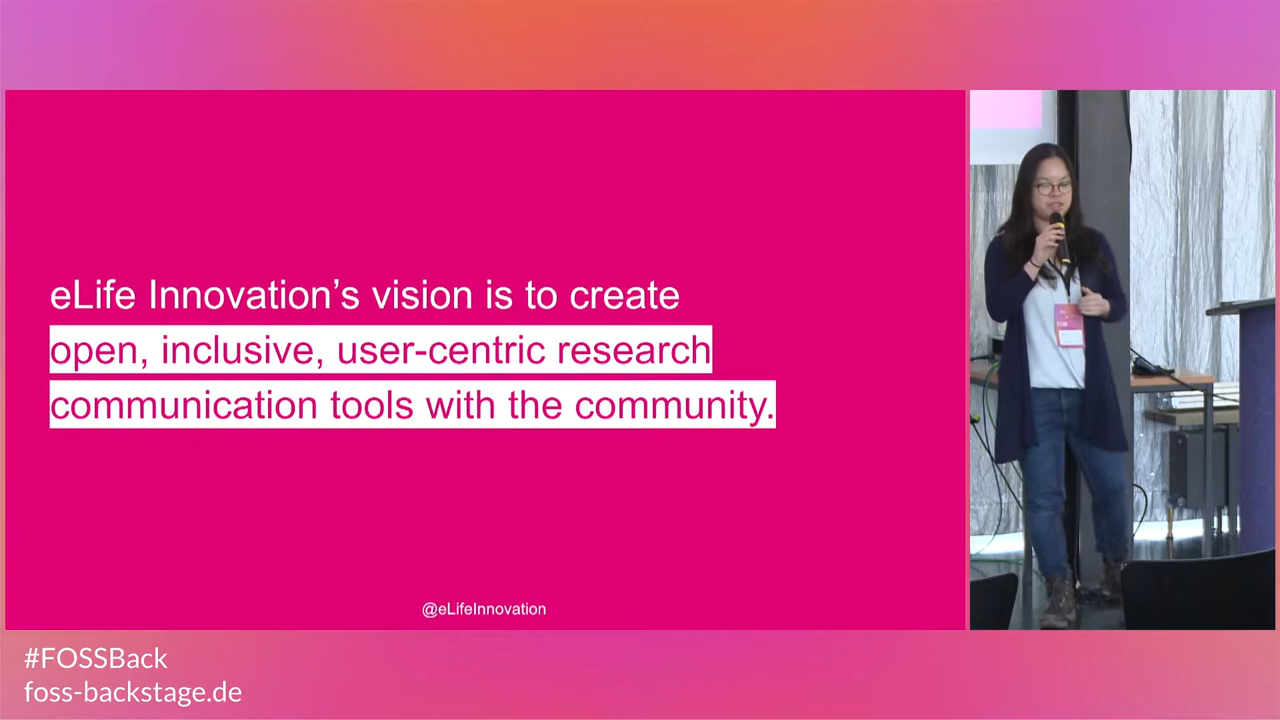 eLife Innovation's vision is to create
open, inclusive, user-centric research
communication tools with the community.
@eLifeInnovation
#FOSSBack
foss-backstage.de